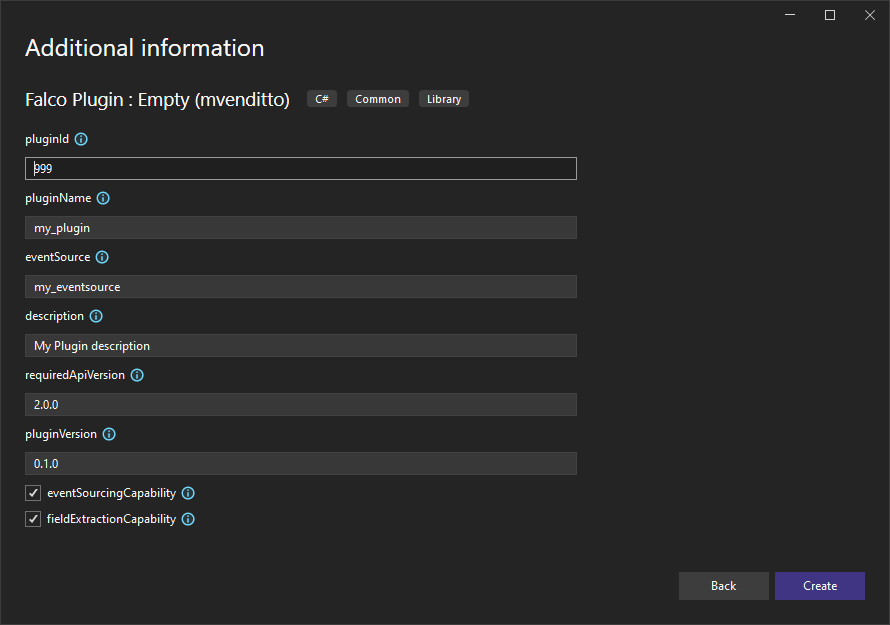 Additional information
Falco Plugin : Empty (mvenditto) C# Common Library
pluginId
999
pluginName
my_plugin
eventSource
my_eventsource
description
My Plugin description
requiredApiVersion
2.0.0
pluginVersion
0.1.0
eventSourcingCapability
fieldExtractionCapability
Back Create